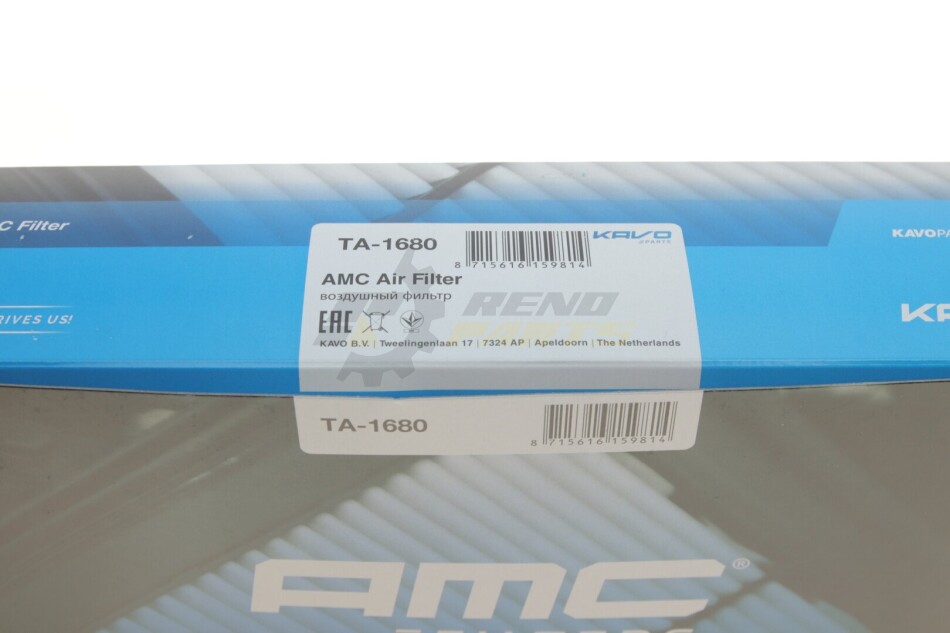 C Filter
RIVES US!
TA-1680
8 715616 159814
KAVO
PARTS
AMC Air Filter
воздушный фильтр
EAC
KAVO B.V. | Tweelingenlaan 17 | 7324 AP | Apeldoorn | The Netherlands
RENO
PARTS
KAVOPA
KA
TA-1680
8 715616 159814
AMC®